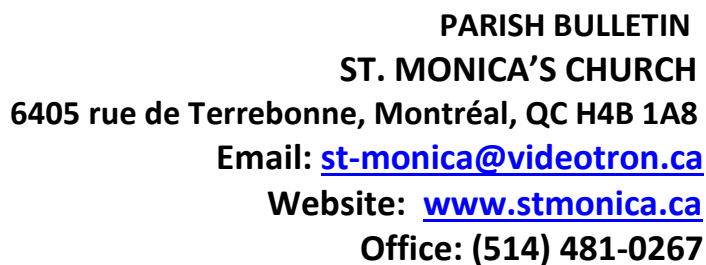 PARISH BULLETIN
ST. MONICA’S CHURCH
6405 rue de Terrebonne, Montréal, QC H4B 1A8
Email: st-monica@videotron.ca
Website: www.stmonica.ca
Office: (514) 481-0267